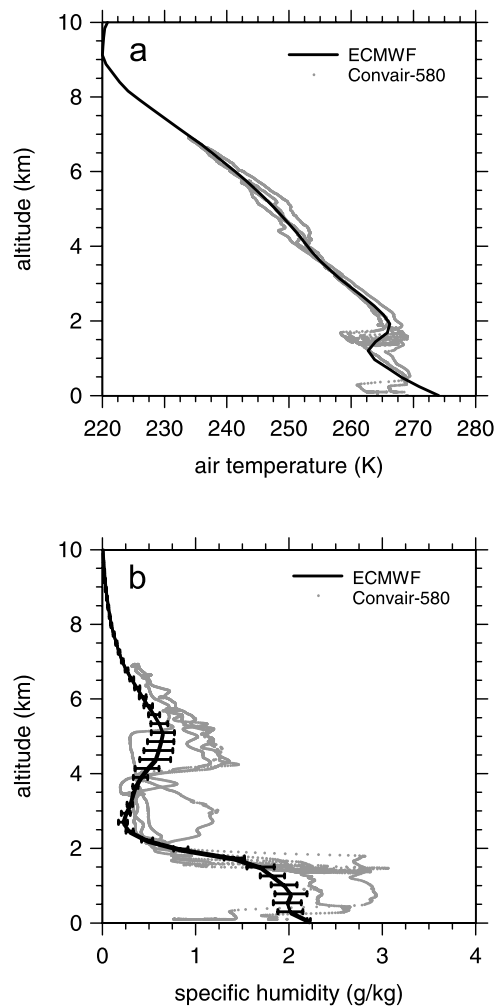 10
a
ECMWF
Convair-580
8
6
4
2
0
altitude (km)
220 230 240 250 260 270 280
air temperature (K)
10
b
ECMWF
Convair-580
8
6
4
2
0
altitude (km)
0 1 2 3 4
specific humidity (g/kg)